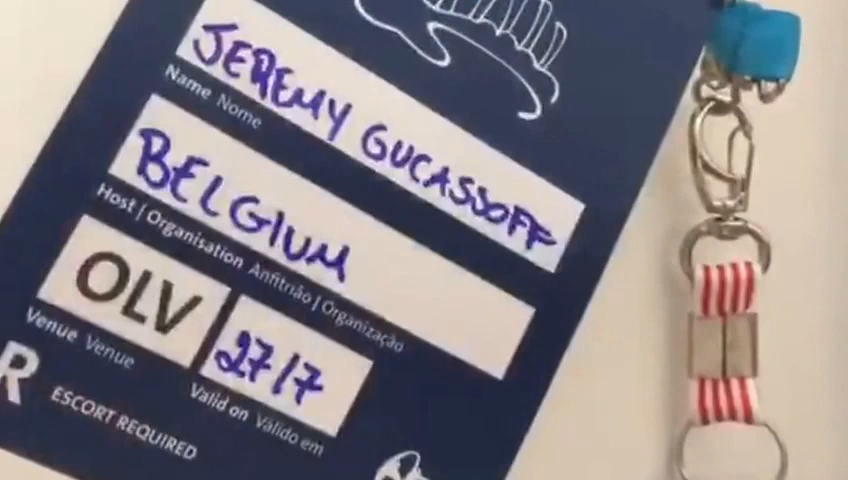 JEREMY GUCASSOFF
Name Nome
BELGIUM
Host | Organisation Anfitrião | Organização
OLV
27/7
Venue Venue
Valid on Válido em
R
ESCORT REQUIRED